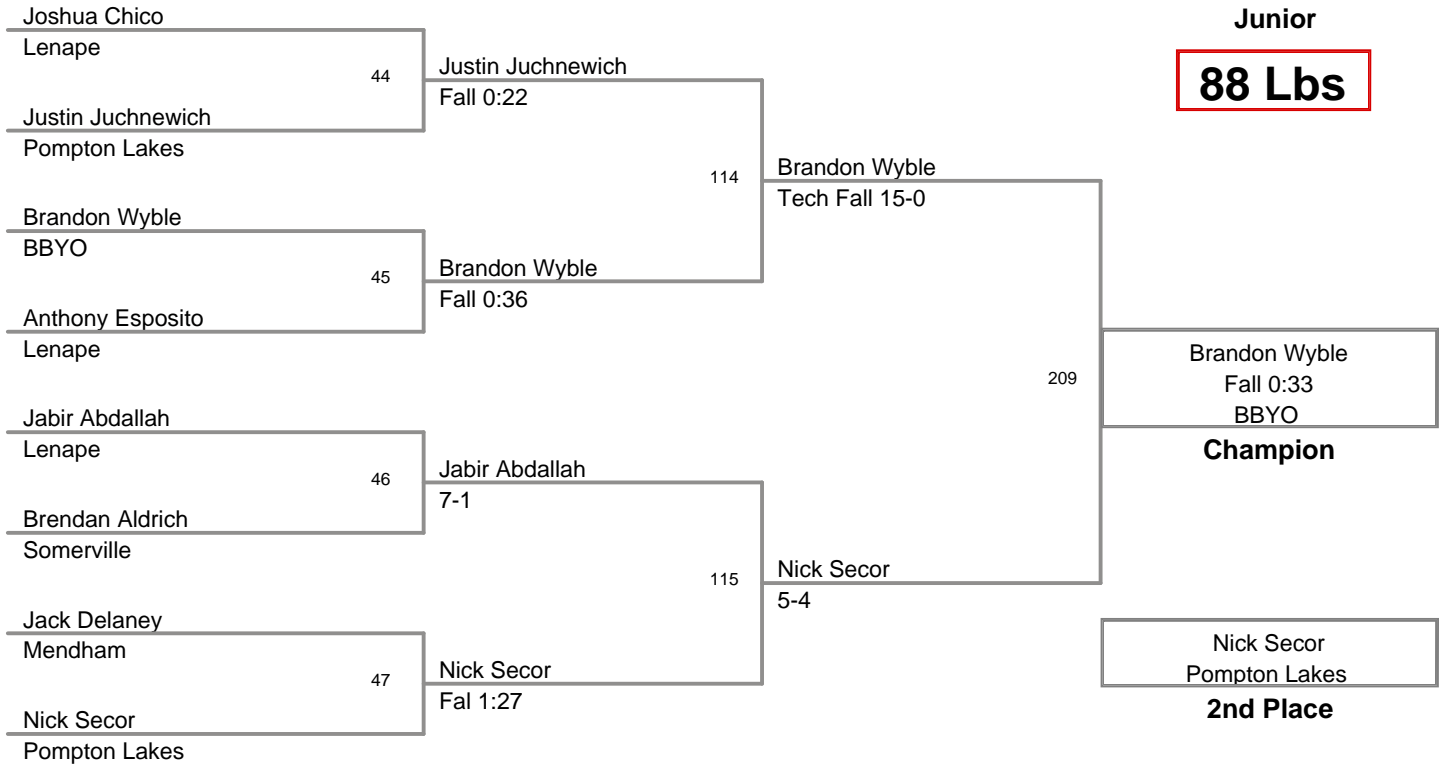 Joshua Chico
Lenape
44
Justin Juchnewich
Pompton Lakes
Justin Juchnewich
Fall 0:22
Brandon Wyble
BBYO
45
Anthony Esposito
Lenape
Brandon Wyble
Fall 0:36
114
Brandon Wyble
Tech Fall 15-0
Jabir Abdallah
Lenape
46
Brendan Aldrich
Somerville
Jabir Abdallah
7-1
Jack Delaney
Mendham
47
Nick Secor
Pompton Lakes
Nick Secor
Fal 1:27
115
Nick Secor
5-4
209
Junior
88 Lbs
Brandon Wyble
Fall 0:33
BBYO
Champion
Nick Secor
Pompton Lakes
2nd Place